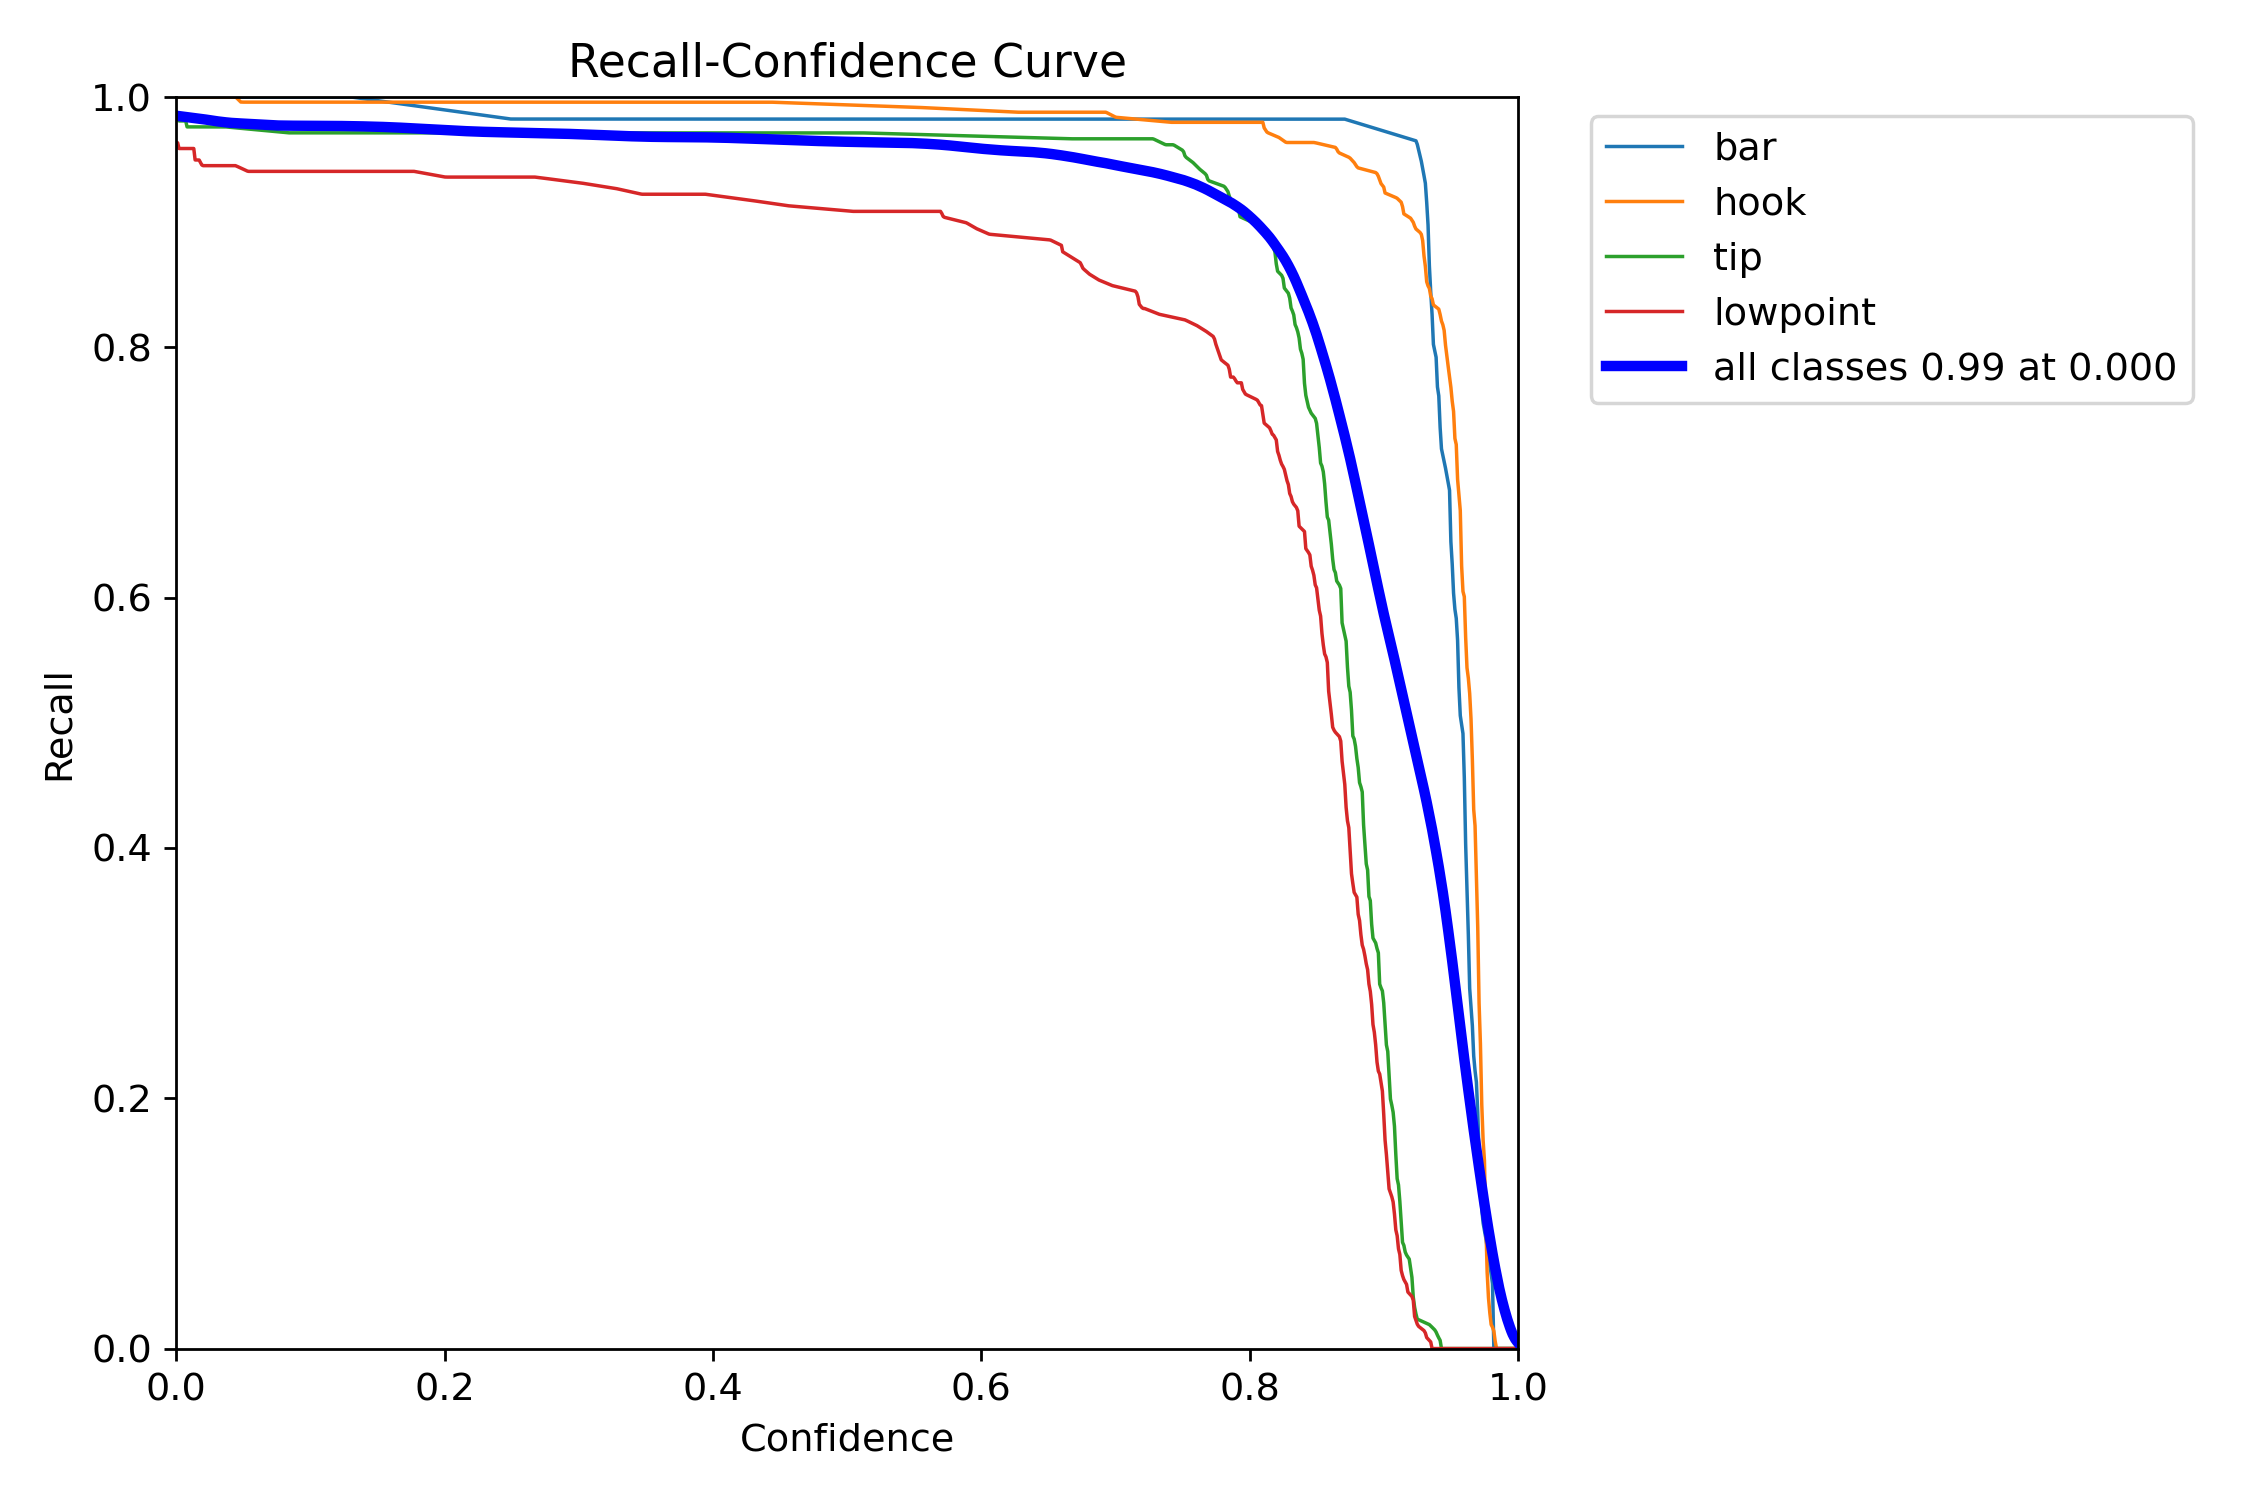 Recall-Confidence Curve
1.0
0.8
0.6
0.4
0.2
0.0
Recall
0.0 0.2 0.4 0.6 0.8 1.0
Confidence
bar
hook
tip
lowpoint
all classes 0.99 at 0.000